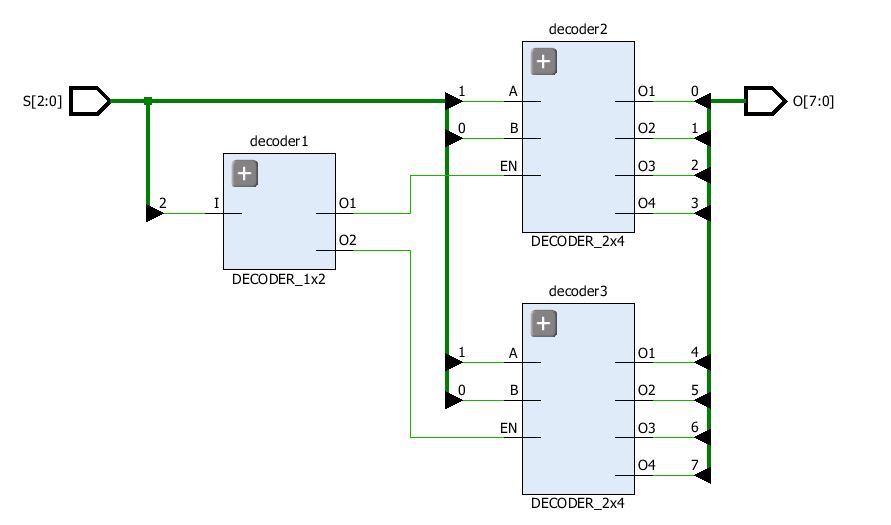 decoder2
S[2:0]
1
A
O1
0
O[7:0]
0
B
O2
1
decoder1
EN
O3
2
2
I
O1
O4
3
O2
DECODER_2x4
DECODER_1x2
decoder3
1
A
O1
4
0
B
O2
5
EN
O3
6
O4
7
DECODER_2x4